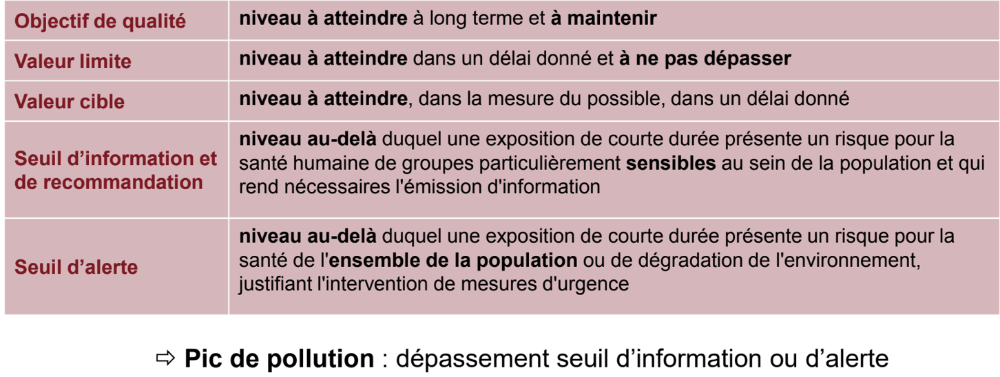 Objectif de qualité
niveau à atteindre à long terme et à maintenir
Valeur limite
niveau à atteindre dans un délai donné et à ne pas dépasser
Valeur cible
niveau à atteindre, dans la mesure du possible, dans un délai donné
Seuil d’information et
de recommandation
niveau au-delà duquel une exposition de courte durée présente un risque pour la
santé humaine de groupes particulièrement sensibles au sein de la population et qui
rend nécessaires l'émission d'information
Seuil d’alerte
niveau au-delà duquel une exposition de courte durée présente un risque pour la
santé de l'ensemble de la population ou de dégradation de l'environnement,
justifiant l'intervention de mesures d'urgence
⇨ Pic de pollution : dépassement seuil d’information ou d’alerte